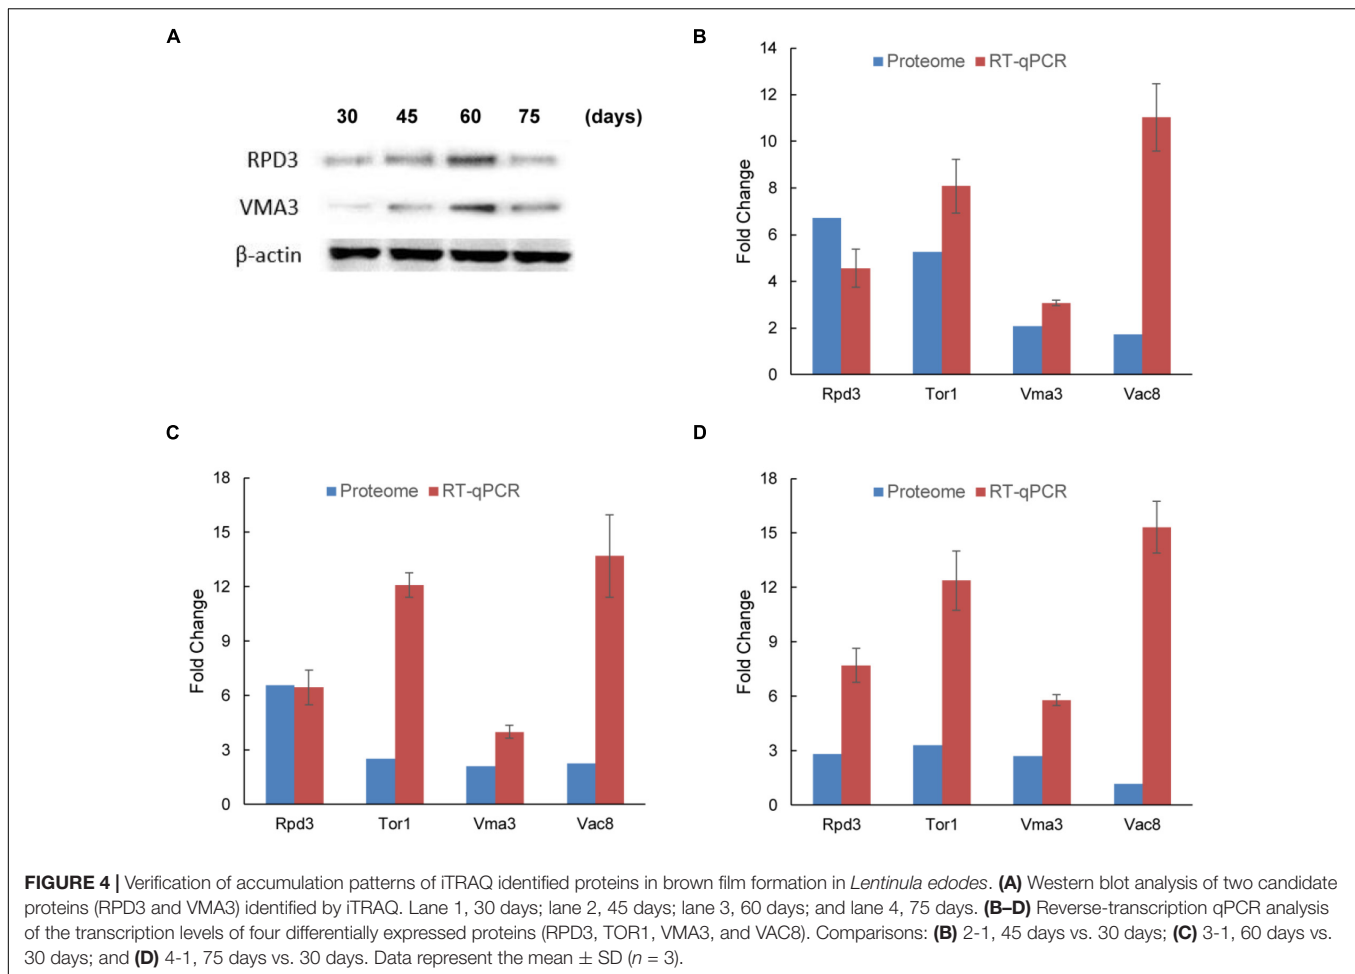 A
30 45 60 75 (days)
RPD3
VMA3
β-actin
B
Proteome RT-qPCR
Fold Change
14
12
10
8
6
4
2
0
Rpd3 Tor1 Vma3 Vac8
C
Proteome RT-qPCR
Fold Change
18
15
12
9
6
3
0
Rpd3 Tor1 Vma3 Vac8
D
Proteome RT-qPCR
Fold Change
18
15
12
9
6
3
0
Rpd3 Tor1 Vma3 Vac8
FIGURE 4 | Verification of accumulation patterns of iTRAQ identified proteins in brown film formation in Lentinula edodes. (A) Western blot analysis of two candidate
proteins (RPD3 and VMA3) identified by iTRAQ. Lane 1, 30 days; lane 2, 45 days; lane 3, 60 days; and lane 4, 75 days. (B–D) Reverse-transcription qPCR analysis
of the transcription levels of four differentially expressed proteins (RPD3, TOR1, VMA3, and VAC8). Comparisons: (B) 2-1, 45 days vs. 30 days; (C) 3-1, 60 days vs.
30 days; and (D) 4-1, 75 days vs. 30 days. Data represent the mean ± SD (n = 3).